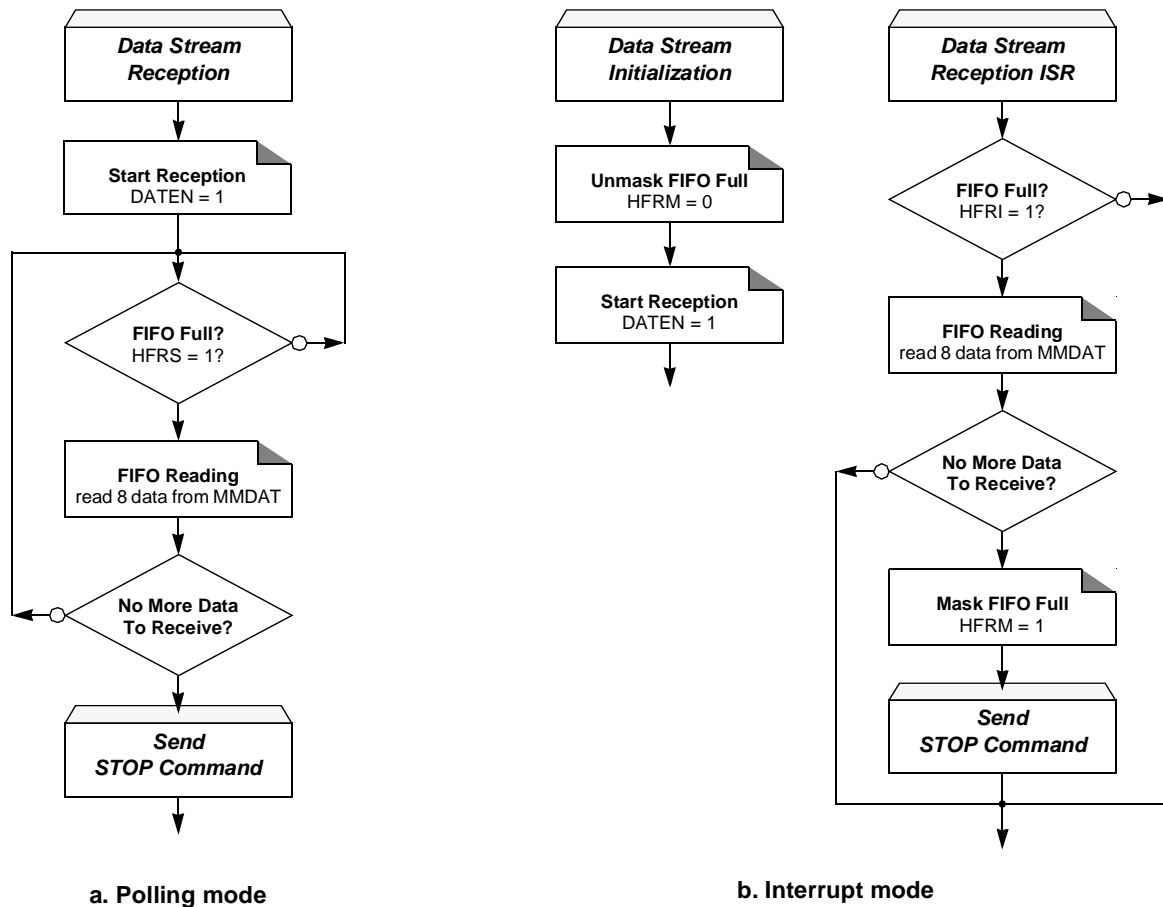 Data Stream
Reception
Start Reception
DATEN = 1
FIFO Full?
HFRS = 1?
FIFO Reading
read 8 data from MMDAT
No More Data
To Receive?
Send
STOP Command
a. Polling mode
Data Stream
Initialization
Unmask FIFO Full
HFRM = 0
Start Reception
DATEN = 1
Data Stream
Reception ISR
FIFO Full?
HFRI = 1?
FIFO Reading
read 8 data from MMDAT
No More Data
To Receive?
Mask FIFO Full
HFRM = 1
Send
STOP Command
b. Interrupt mode